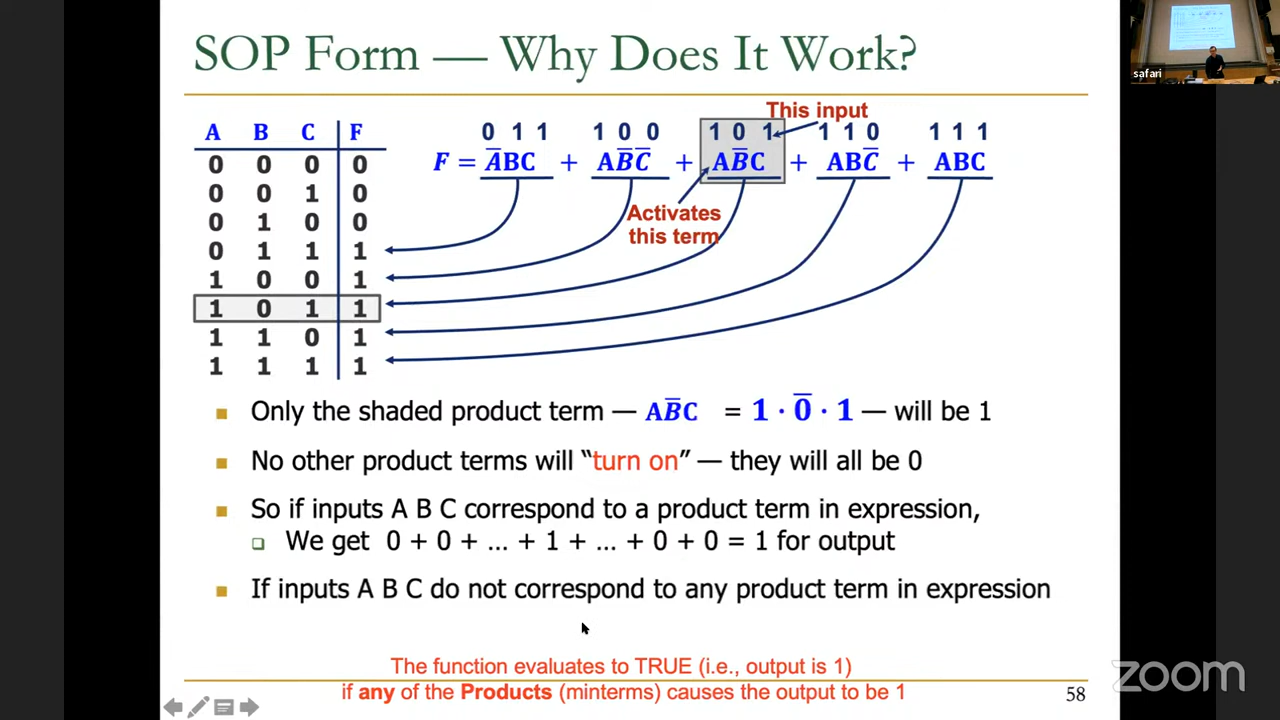 SOP Form — Why Does It Work?
safari
This input
A B C F
0 1 1 1 0 0 1 0 1 1 1 0 1 1 1
F = A̅BC + AB̅C̅ + AB̅C + ABC̅ + ABC
Activates
this term
0 0 0 0
0 0 1 0
0 1 0 0
0 1 1 1
1 0 0 1
1 0 1 1
1 1 0 1
1 1 1 1
Only the shaded product term — AB̅C = 1 · 0̅ · 1 — will be 1
No other product terms will “turn on” — they will all be 0
So if inputs A B C correspond to a product term in expression,
We get 0 + 0 + … + 1 + … + 0 + 0 = 1 for output
If inputs A B C do not correspond to any product term in expression
The function evaluates to TRUE (i.e., output is 1)
if any of the Products (minterms) causes the output to be 1
58
zoom